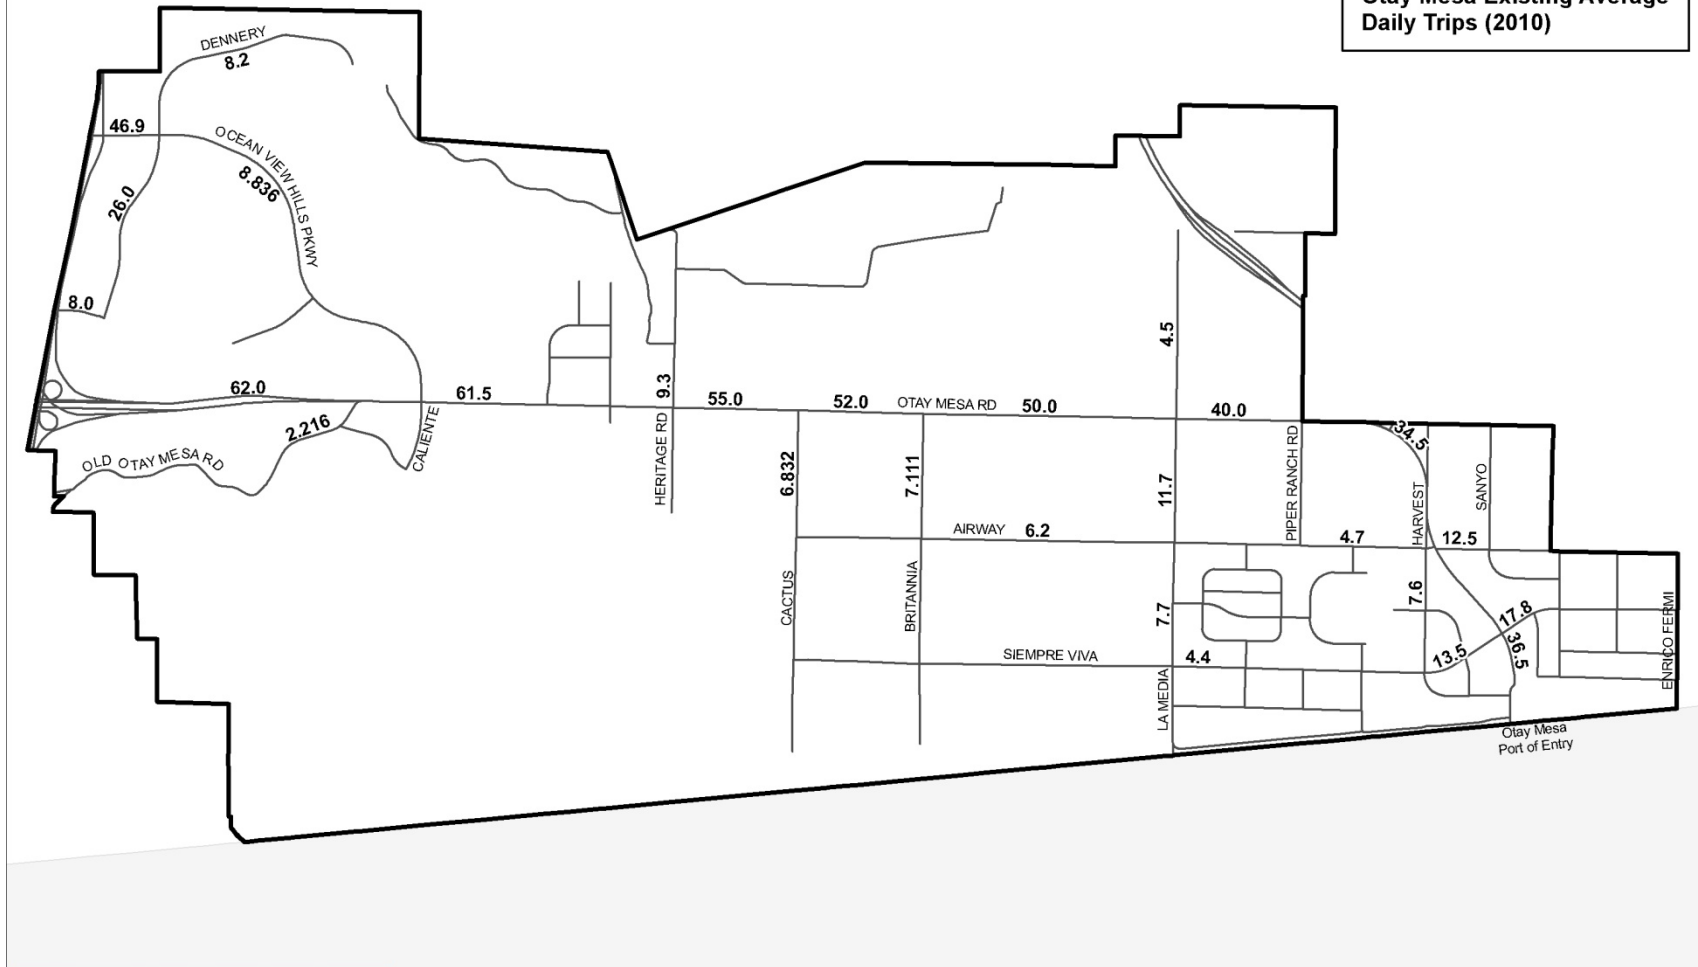 Otay Mesa Existing Average
Daily Trips (2010)
DENNERY
8.2
46.9
OCEAN VIEW HILLS PKWY
8.836
26.0
8.0
4.5
62.0
61.5
9.3
55.0
52.0
OTAY MESA RD
50.0
40.0
2.216
OLD OTAY MESA RD
CALIENTE
HERITAGE RD
6.832
7.111
11.7
PIPER RANCH RD
34.5
HARVEST
SANYO
AIRWAY
6.2
4.7
12.5
CACTUS
BRITANNIA
7.7
7.6
17.8
36.5
13.5
ENRICO FERMI
SIEMPRE VIVA
4.4
LA MEDIA
Otay Mesa
Port of Entry